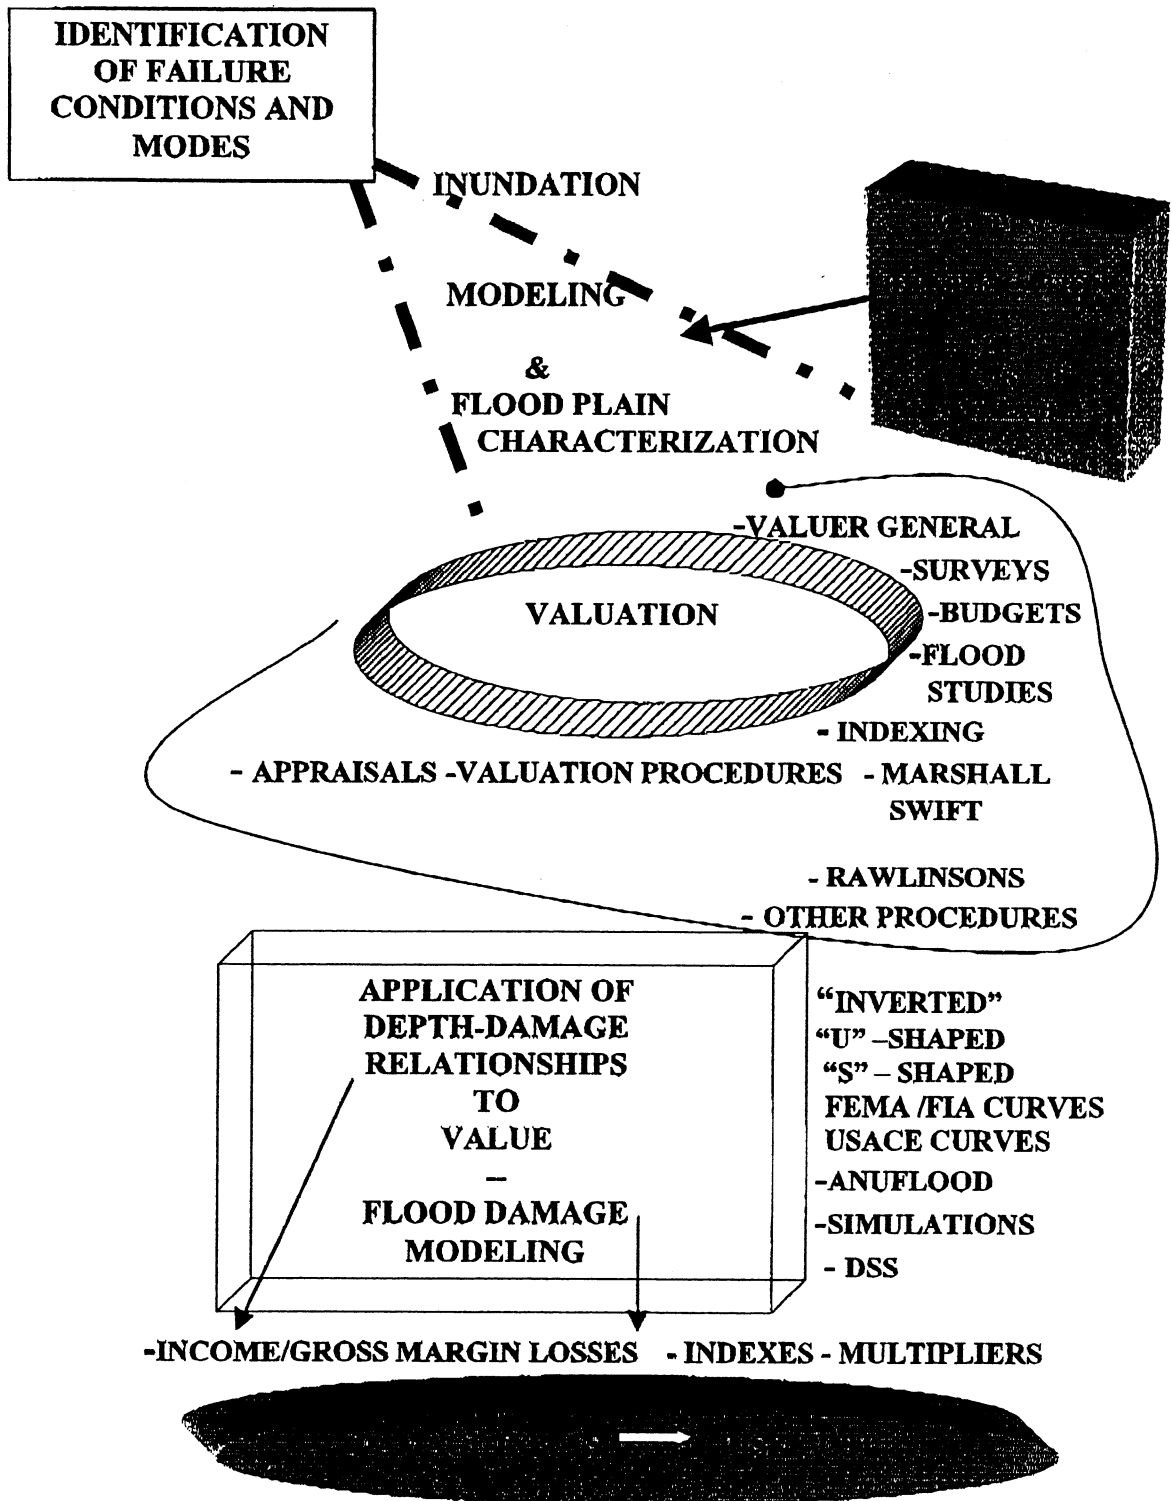 IDENTIFICATION
OF FAILURE
CONDITIONS AND
MODES
INUNDATION
MODELING
&
FLOOD PLAIN
CHARACTERIZATION
-VALUER GENERAL
-SURVEYS
VALUATION
-BUDGETS
-FLOOD
STUDIES
- INDEXING
- APPRAISALS -VALUATION PROCEDURES - MARSHALL
SWIFT
- RAWLINSONS
- OTHER PROCEDURES
APPLICATION OF
DEPTH-DAMAGE
RELATIONSHIPS
TO
VALUE
–
FLOOD DAMAGE
MODELING
“INVERTED”
“U” –SHAPED
“S” – SHAPED
FEMA /FIA CURVES
USACE CURVES
-ANUFLOOD
-SIMULATIONS
- DSS
-INCOME/GROSS MARGIN LOSSES - INDEXES - MULTIPLIERS